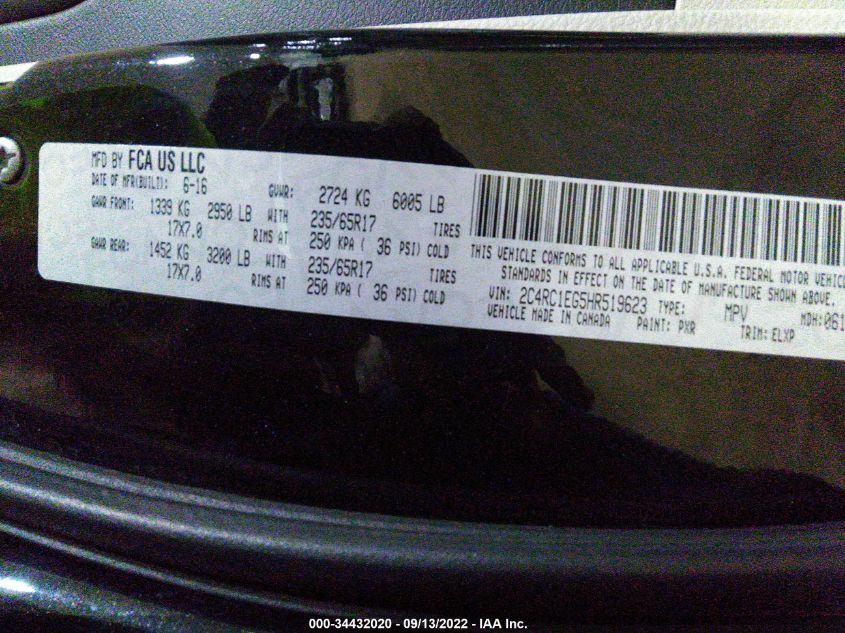 MFD BY FCA US LLC
DATE OF MFR(BUILT): 6-16 GVWR: 2724 KG 6005 LB
GAWR FRONT: 1339 KG 2950 LB WITH 235/65R17 TIRES
17X7.0 RIMS AT 250 KPA ( 36 PSI) COLD
GAWR REAR: 1452 KG 3200 LB WITH 235/65R17 TIRES
17X7.0 RIMS AT 250 KPA ( 36 PSI) COLD
THIS VEHICLE CONFORMS TO ALL APPLICABLE U.S.A. FEDERAL MOTOR VEHIC
STANDARDS IN EFFECT ON THE DATE OF MANUFACTURE SHOWN ABOVE.
VIN: 2C4RC1EG5HR519623 TYPE: MPV MDH:061
VEHICLE MADE IN CANADA PAINT: PXR TRIM: ELXP
000-34432020 - 09/13/2022 - IAA Inc.